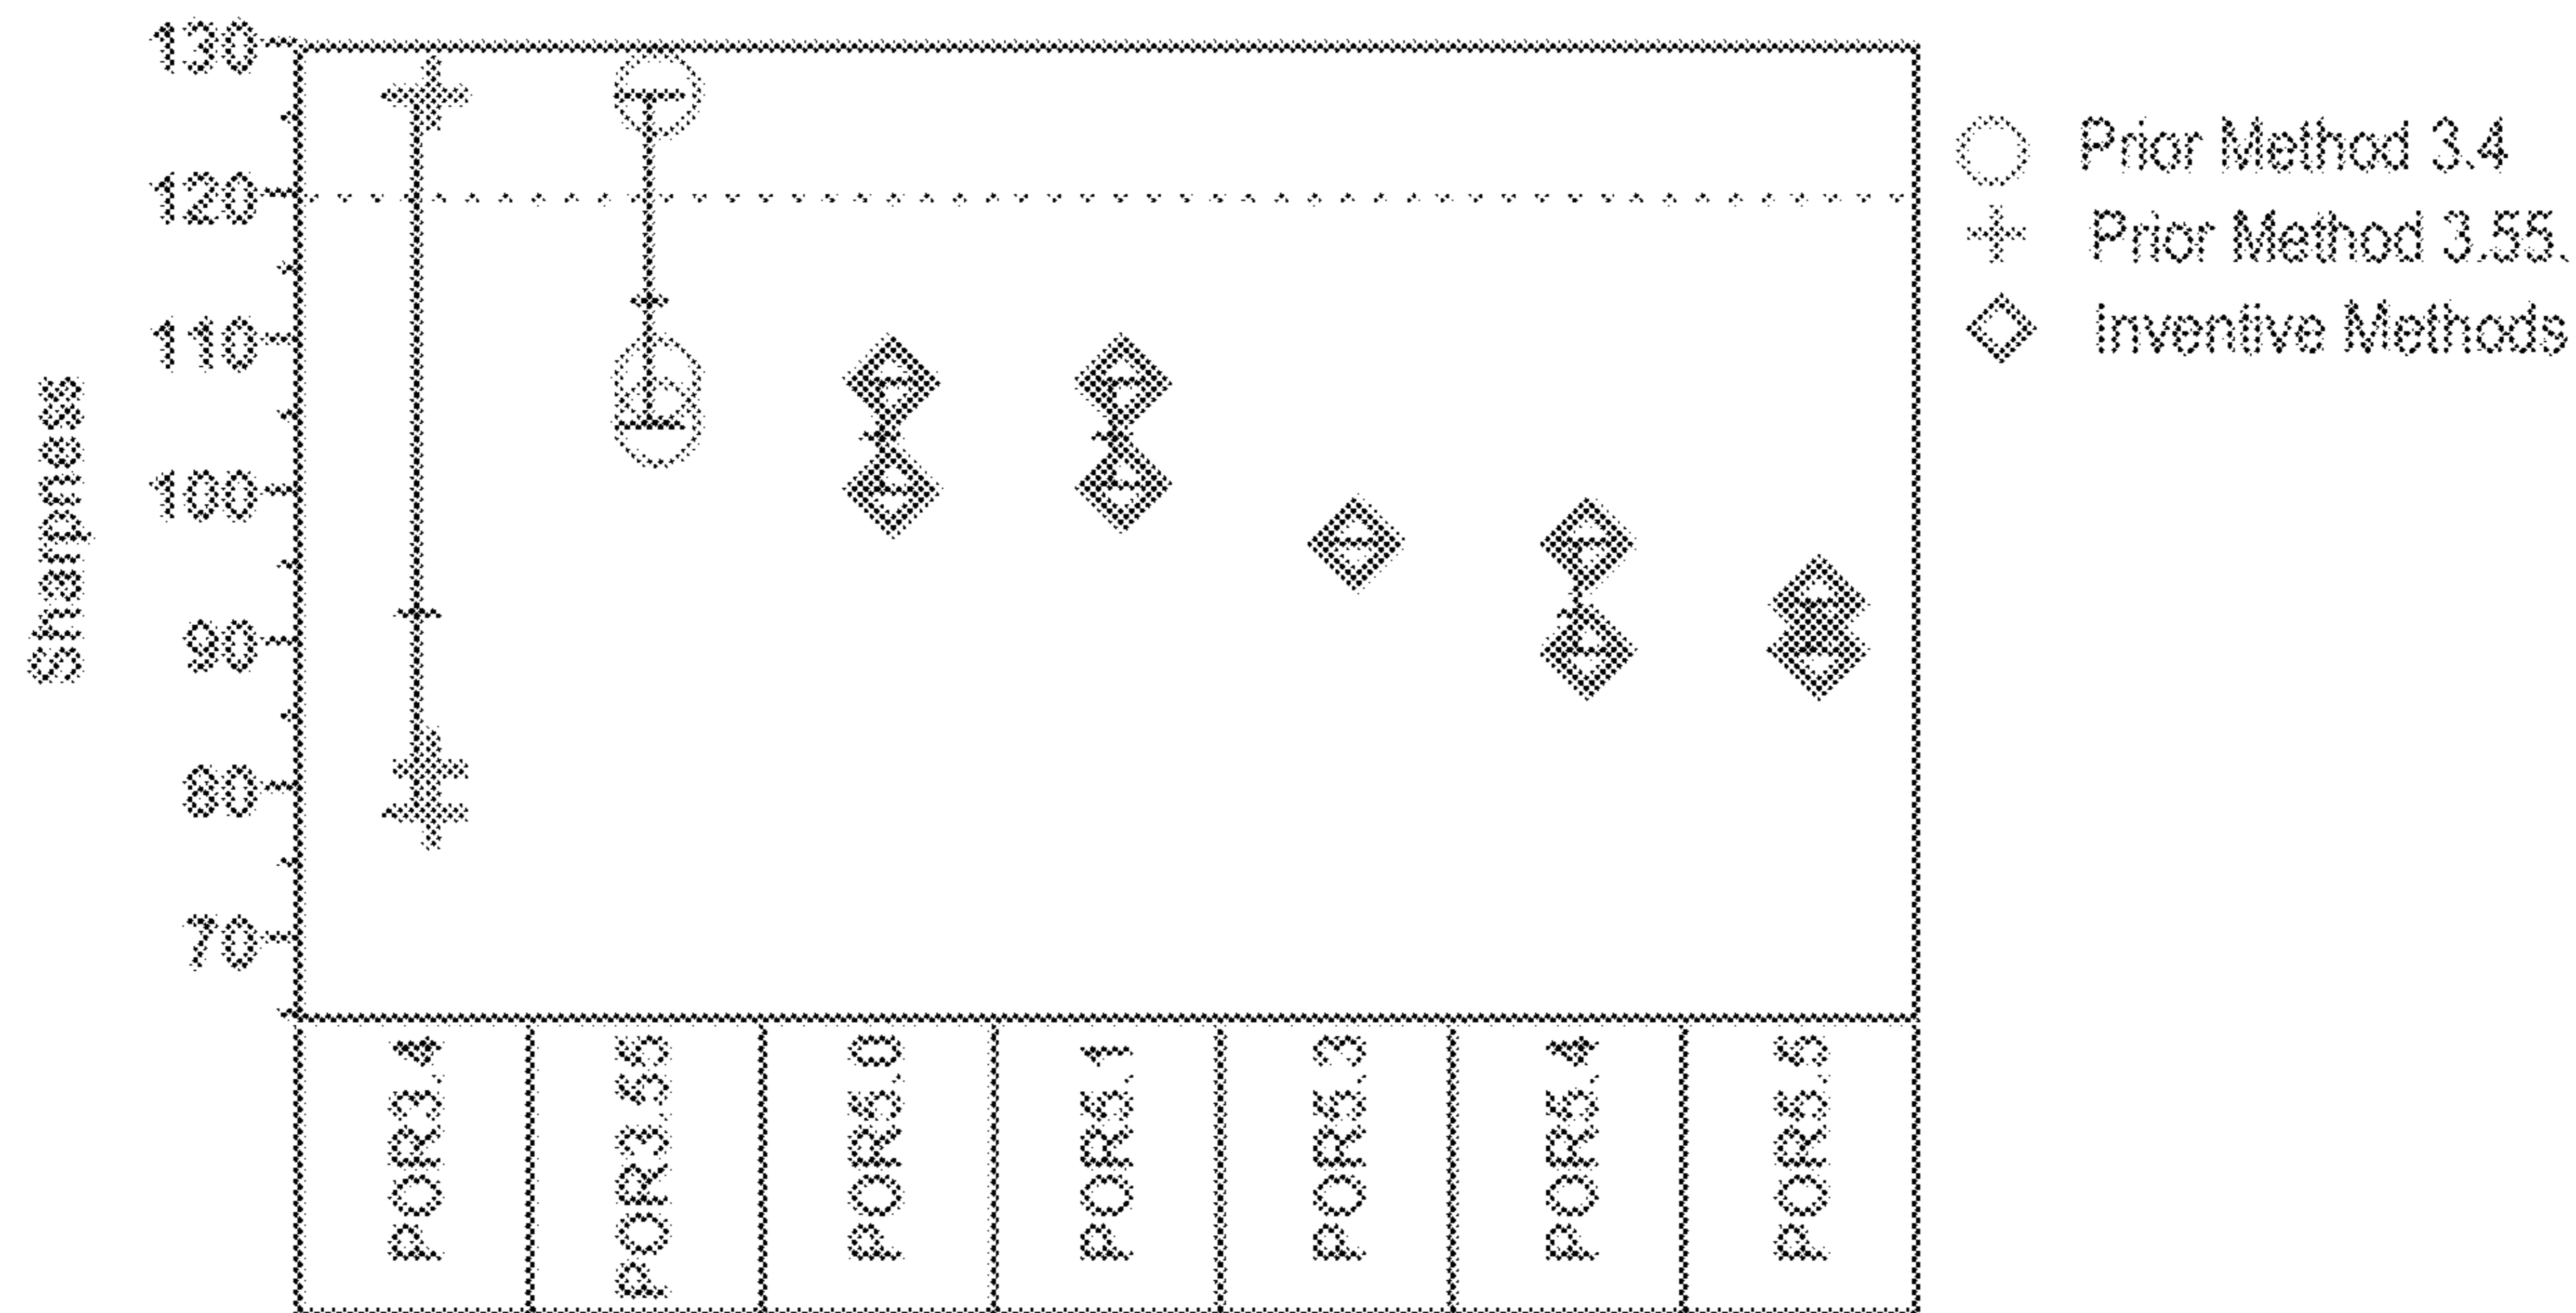 130
120
110
100
90
80
70
Sharpness
Prior Method 3.4
Prior Method 3.55.
Inventive Methods
POR3.4
POR3.55
POR5.0
POR5.1
POR5.3
POR5.4
POR5.5